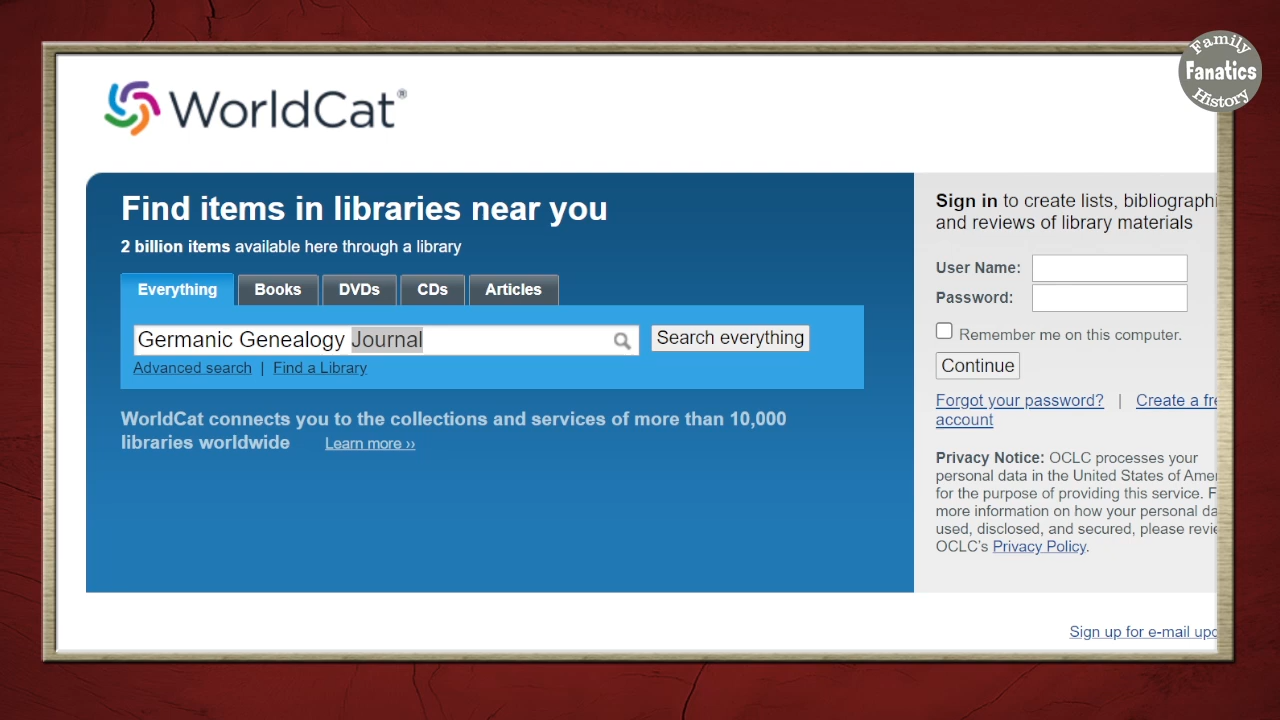 Family
Fanatics
History
WorldCat®
Find items in libraries near you
2 billion items available here through a library
Everything
Books
DVDs
CDs
Articles
Germanic Genealogy Journal
Search everything
Advanced search | Find a Library
WorldCat connects you to the collections and services of more than 10,000
libraries worldwide Learn more ››
Sign in to create lists, bibliographi
and reviews of library materials
User Name:
Password:
Remember me on this computer.
Continue
Forgot your password? | Create a fre
account
Privacy Notice: OCLC processes your
personal data in the United States of Amer
for the purpose of providing this service. F
more information on how your personal da
used, disclosed, and secured, please revie
OCLC's Privacy Policy.
Sign up for e-mail upd